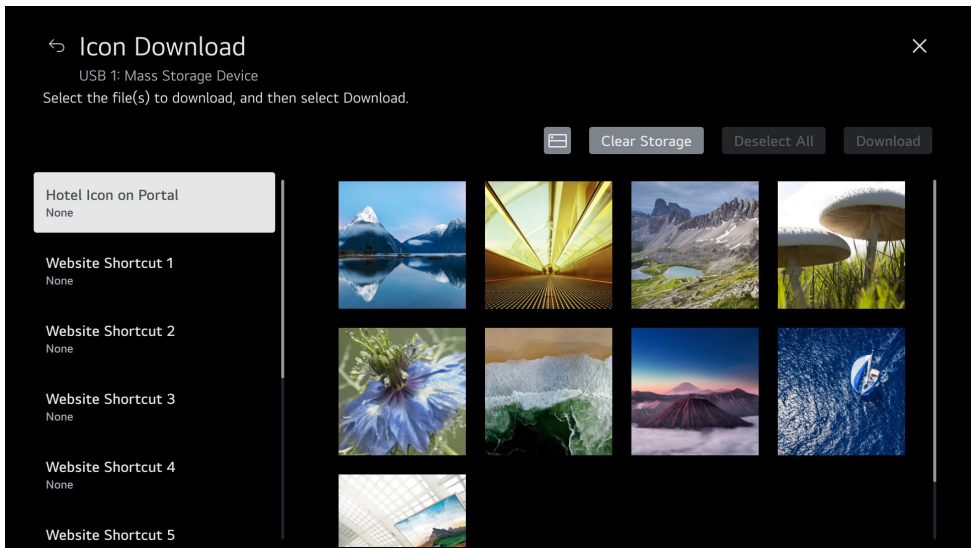 Icon Download
USB 1: Mass Storage Device
Select the file(s) to download, and then select Download.
Clear Storage
Deselect All
Download
Hotel Icon on Portal
None
Website Shortcut 1
None
Website Shortcut 2
None
Website Shortcut 3
None
Website Shortcut 4
None
Website Shortcut 5